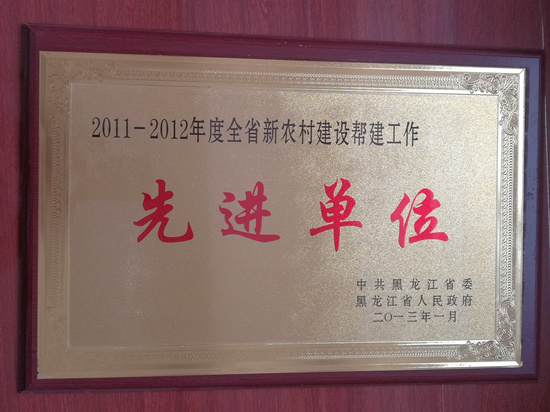 2011-2012年度全省新农村建设帮建工作
先进单位
中共黑龙江省委
黑龙江省人民政府
二〇一三年一月